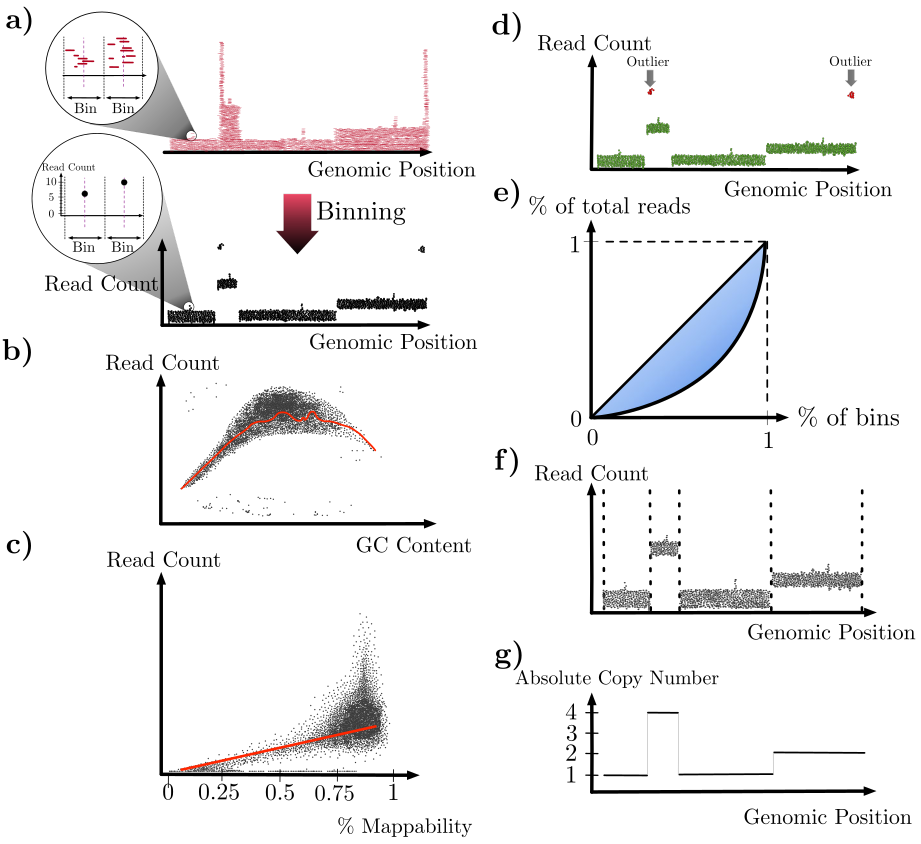 a)
Bin
Bin
Genomic Position
Read Count
10
5
0
Bin
Bin
Binning
Read Count
Genomic Position
b)
Read Count
GC Content
c)
Read Count
0
0.25
0.5
0.75
1
% Mappability
d)
Read Count
Outlier
Outlier
Genomic Position
e)
% of total reads
1
0
0
1
% of bins
f)
Read Count
Genomic Position
g)
Absolute Copy Number
4
3
2
1
Genomic Position